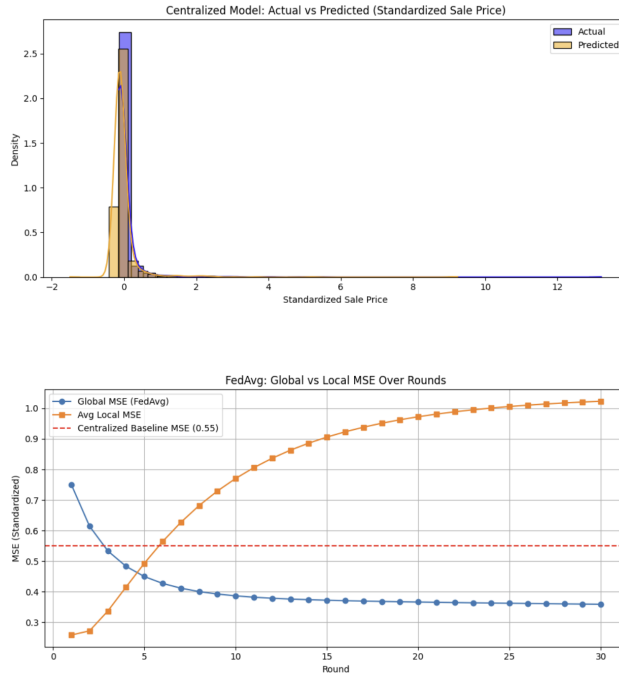 Centralized Model: Actual vs Predicted (Standardized Sale Price)
Actual
Predicted
Density
2.5
2.0
1.5
1.0
0.5
0.0
−2 0 2 4 6 8 10 12
Standardized Sale Price
FedAvg: Global vs Local MSE Over Rounds
Global MSE (FedAvg)
Avg Local MSE
Centralized Baseline MSE (0.55)
MSE (Standardized)
1.0
0.9
0.8
0.7
0.6
0.5
0.4
0.3
0 5 10 15 20 25 30
Round